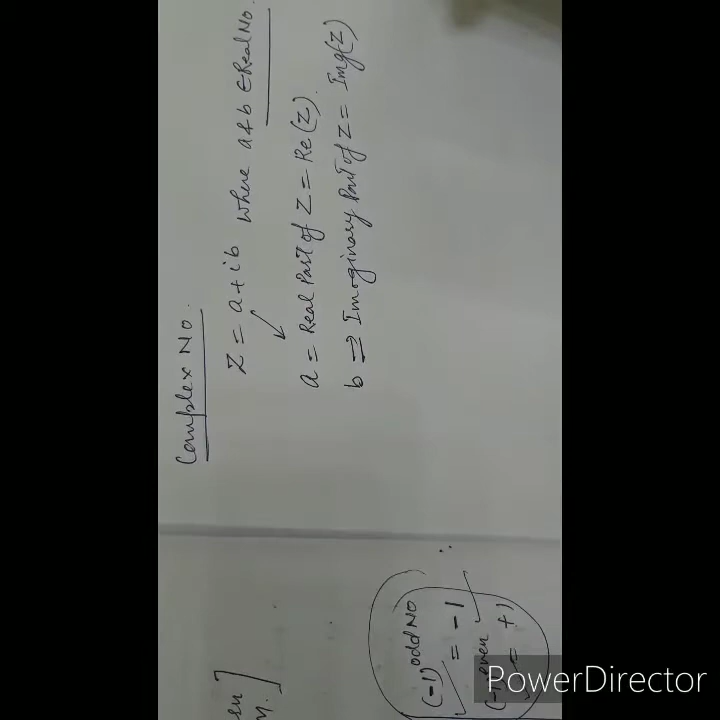 Complex No.
Z = a + ib where a & b ∈ Real No.
a = Real Part of Z = Re(Z).
b ⇒ Imaginary Part of Z = Img(Z)
]
(-1)^odd No
= -1
(-1)^even
= +1
∴
PowerDirector